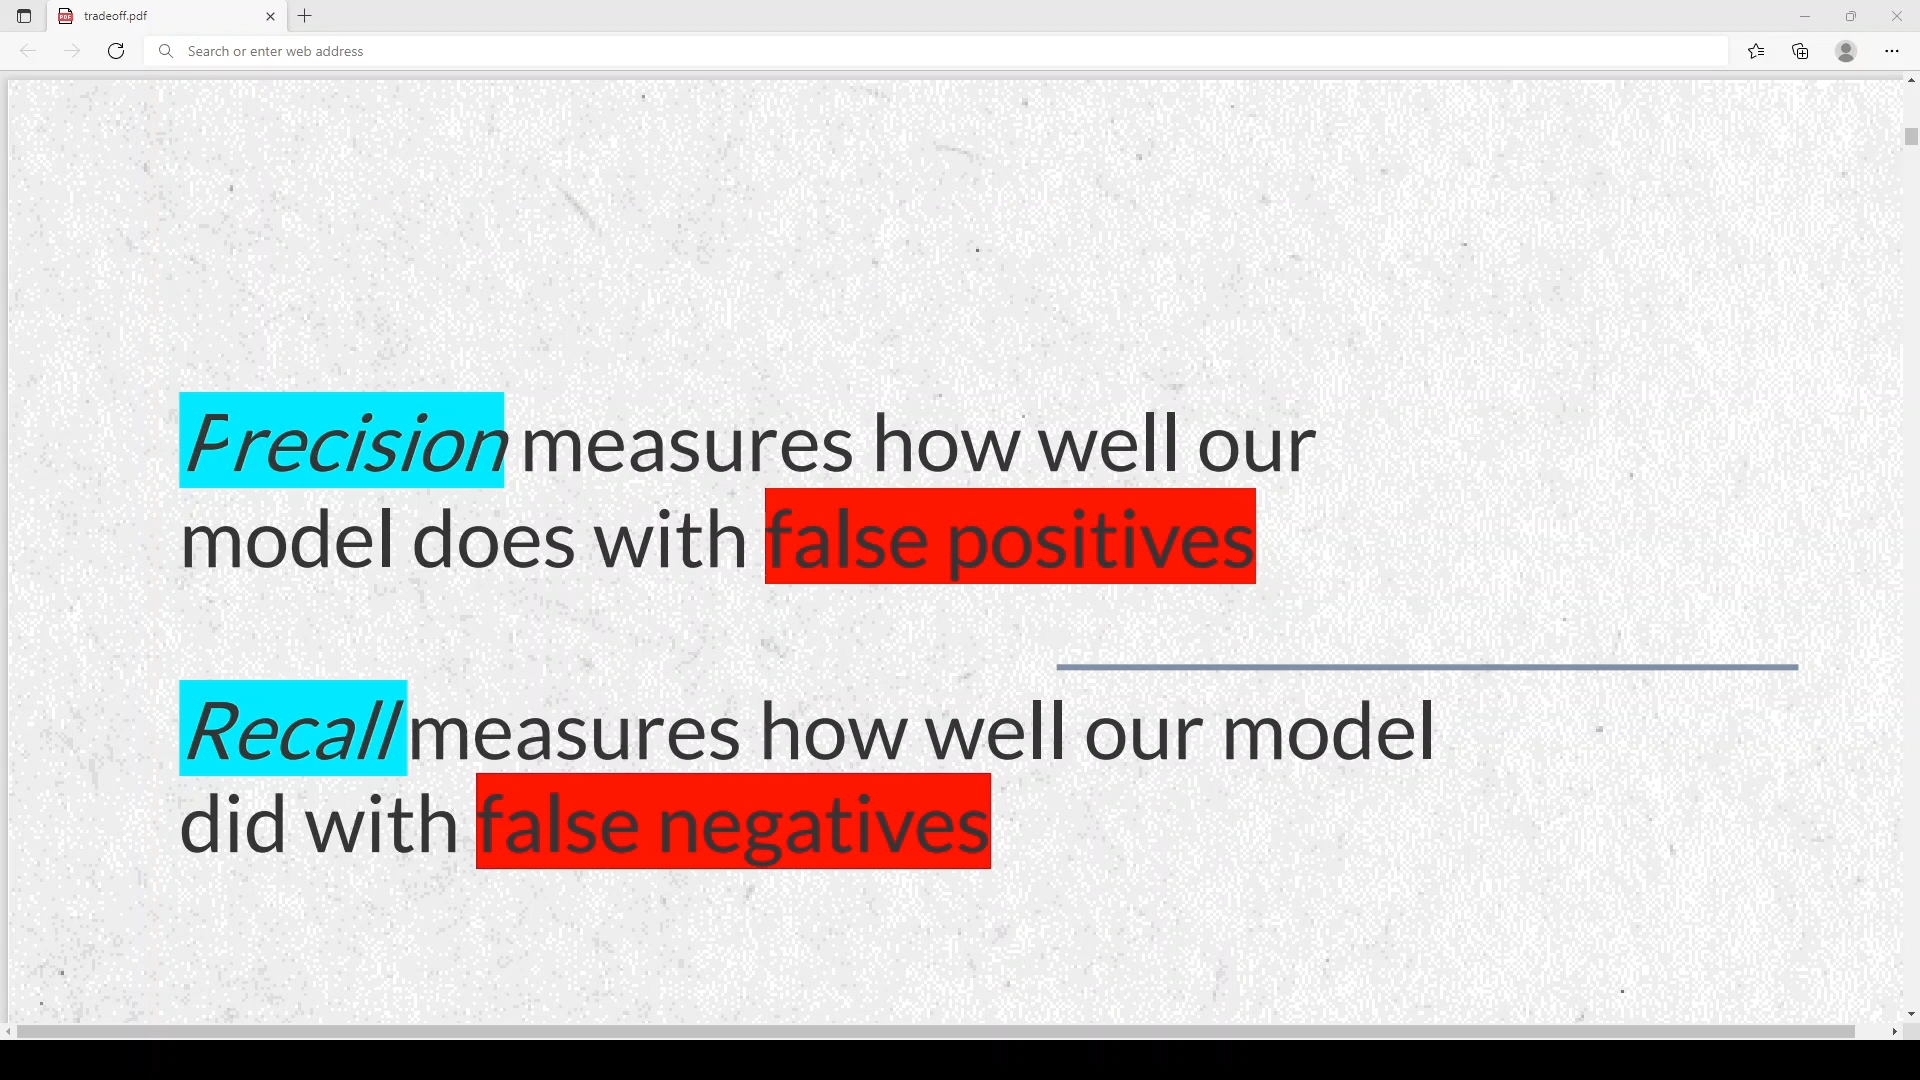 tradeoff.pdf
Search or enter web address
Precision measures how well our
model does with false positives
Recall measures how well our model
did with false negatives